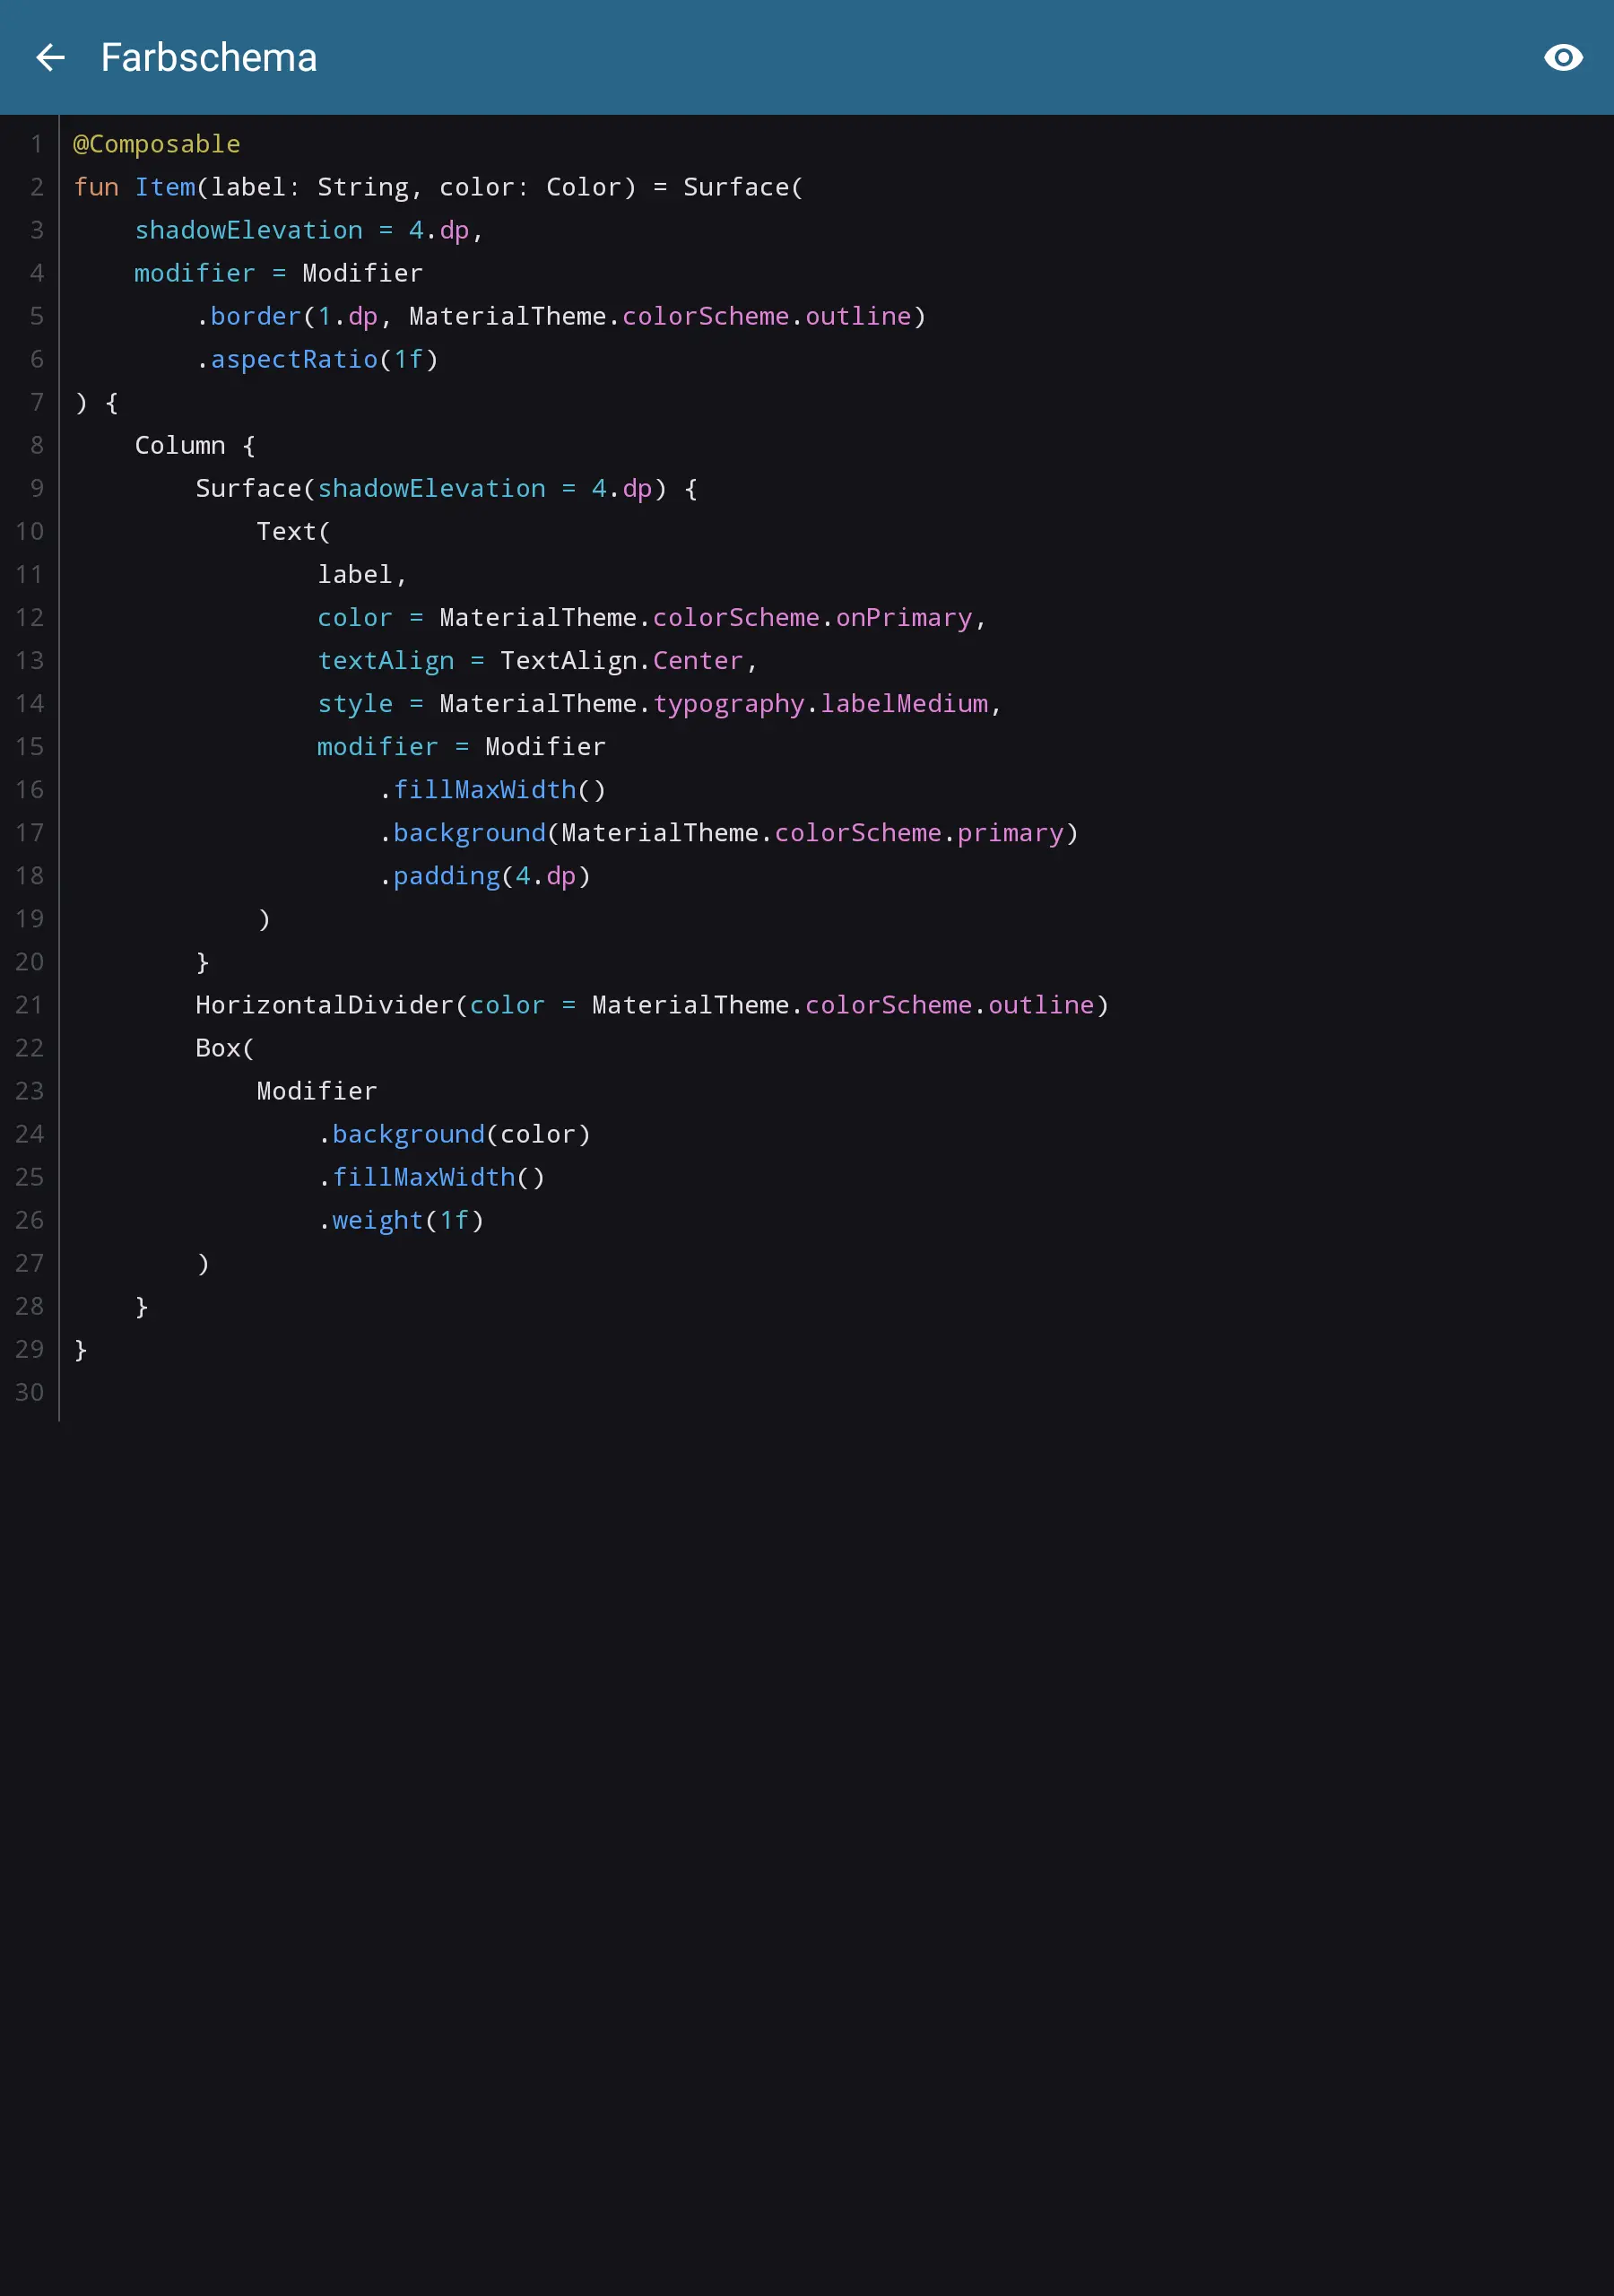 Farbschema
1 @Composable
2 fun Item(label: String, color: Color) = Surface(
3     shadowElevation = 4.dp,
4     modifier = Modifier
5         .border(1.dp, MaterialTheme.colorScheme.outline)
6         .aspectRatio(1f)
7 ) {
8     Column {
9         Surface(shadowElevation = 4.dp) {
10             Text(
11                 label,
12                 color = MaterialTheme.colorScheme.onPrimary,
13                 textAlign = TextAlign.Center,
14                 style = MaterialTheme.typography.labelMedium,
15                 modifier = Modifier
16                     .fillMaxWidth()
17                     .background(MaterialTheme.colorScheme.primary)
18                     .padding(4.dp)
19             )
20         }
21         HorizontalDivider(color = MaterialTheme.colorScheme.outline)
22         Box(
23             Modifier
24                 .background(color)
25                 .fillMaxWidth()
26                 .weight(1f)
27         )
28     }
29 }
30